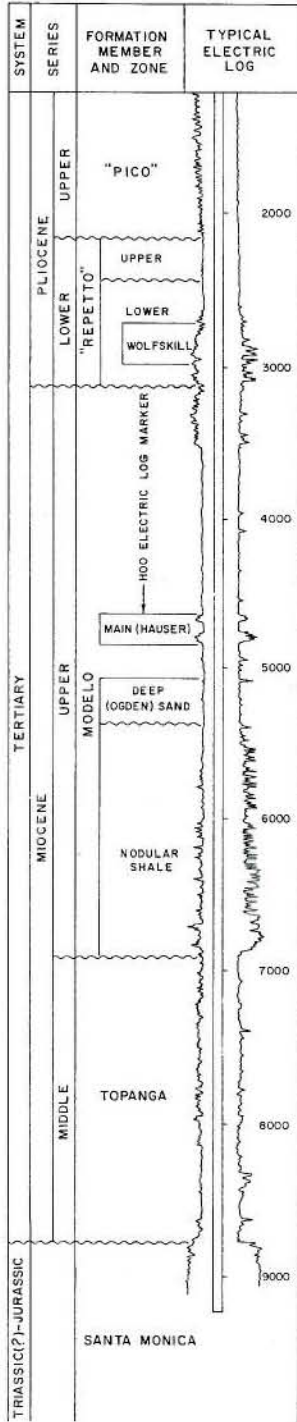 SYSTEM
SERIES
FORMATION
MEMBER
AND ZONE
TYPICAL
ELECTRIC
LOG
TERTIARY
PLIOCENE
UPPER
"PICO"
2000
LOWER
"REPETTO"
UPPER
LOWER
WOLFSKILL
3000
MIOCENE
UPPER
MODELO
HOO ELECTRIC LOG MARKER
4000
MAIN (HAUSER)
5000
DEEP
(OGDEN) SAND
6000
NODULAR
SHALE
7000
MIDDLE
TOPANGA
8000
9000
TRIASSIC(?)-JURASSIC
SANTA MONICA